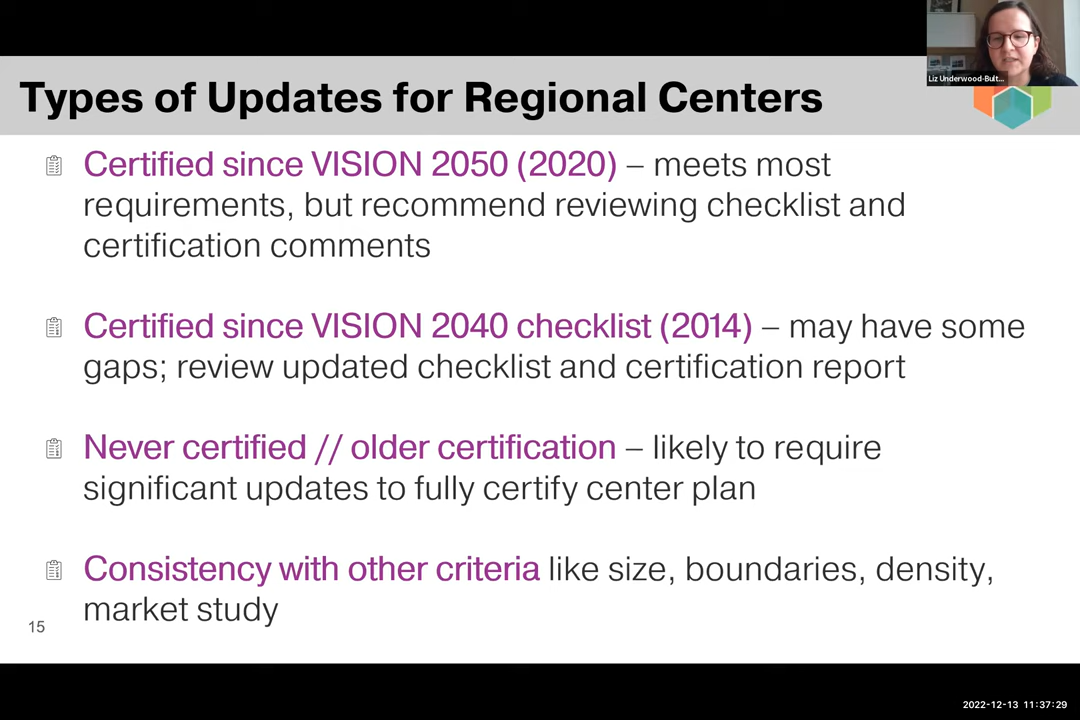 Liz Underwood-Bult...
Types of Updates for Regional Centers
Certified since VISION 2050 (2020) – meets most
requirements, but recommend reviewing checklist and
certification comments
Certified since VISION 2040 checklist (2014) – may have some
gaps; review updated checklist and certification report
Never certified // older certification – likely to require
significant updates to fully certify center plan
Consistency with other criteria like size, boundaries, density,
market study
15
2022-12-13 11:37:29